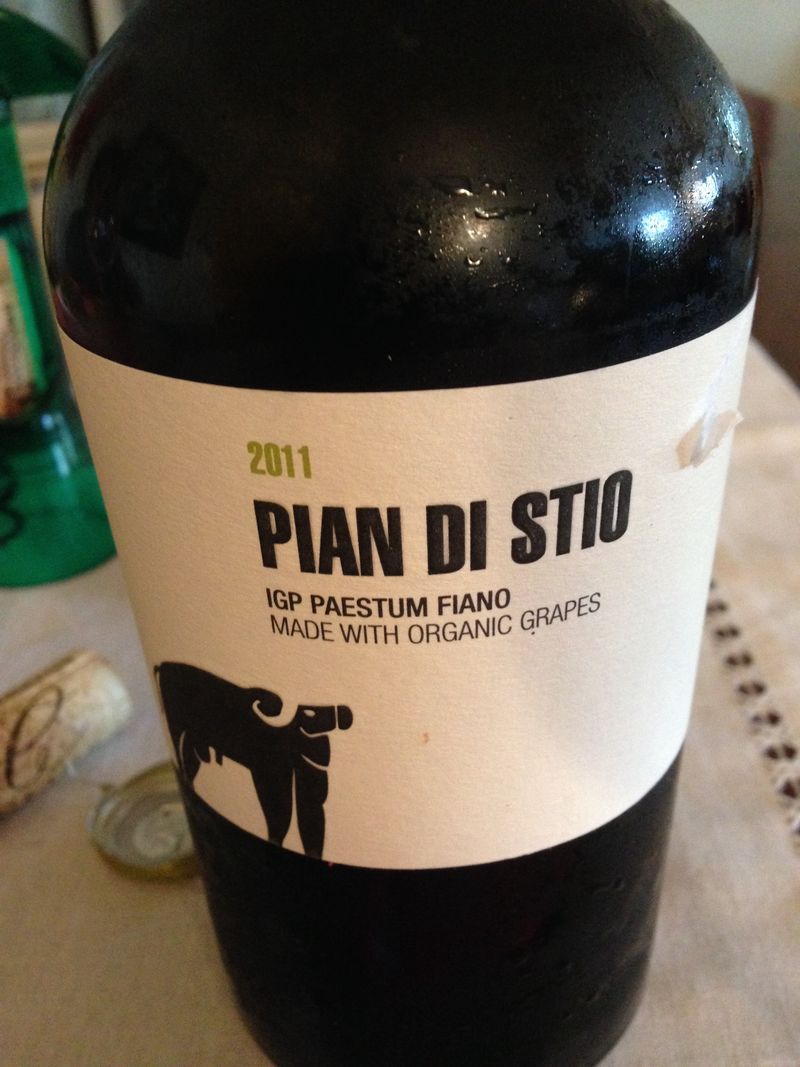 2011
PIAN DI STIO
IGP PAESTUM FIANO
MADE WITH ORGANIC GRAPES